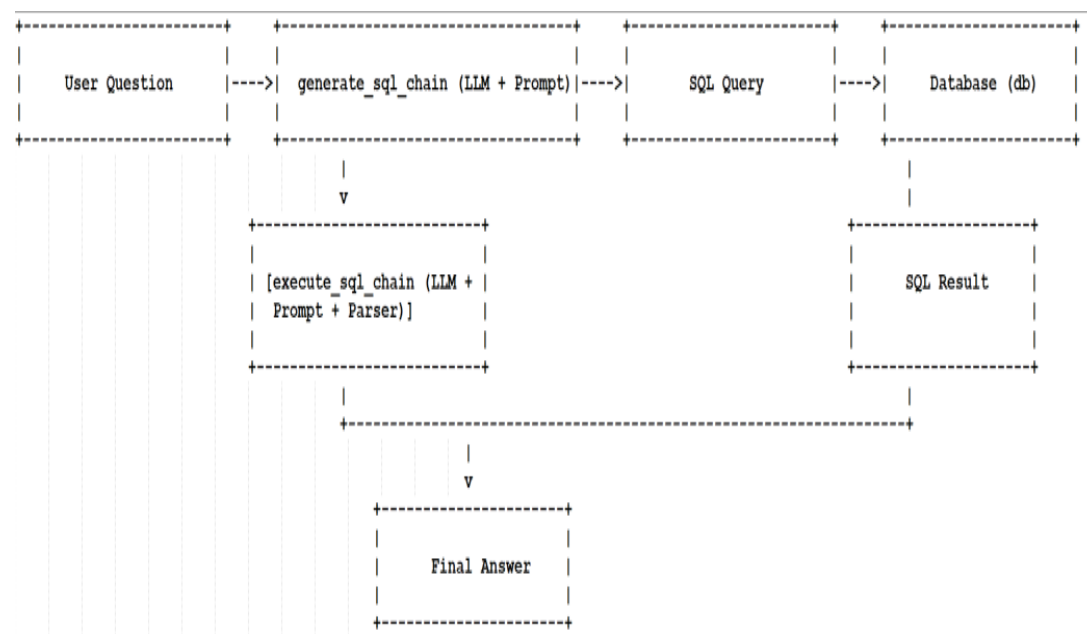 User Question
generate_sql_chain (LLM + Prompt)
SQL Query
Database (db)
[execute_sql_chain (LLM +
Prompt + Parser)]
SQL Result
Final Answer